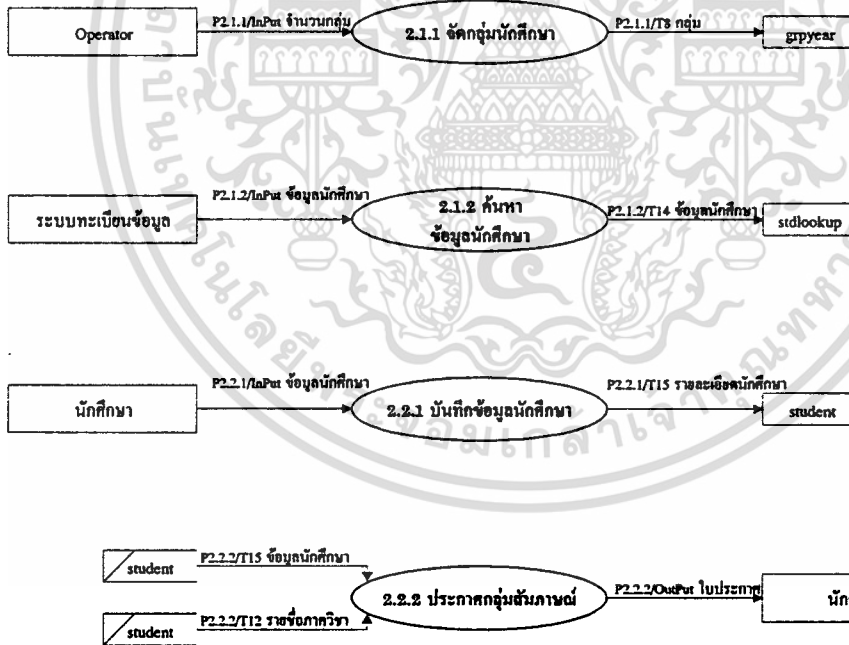 Operator
P2.1.1/InPut จำนวนกลุ่ม
2.1.1 จัดกลุ่มนักศึกษา
P2.1.1/T8 กลุ่ม
grpyear
ระบบทะเบียนข้อมูล
P2.1.2/InPut ข้อมูลนักศึกษา
2.1.2 ค้นหา
ข้อมูลนักศึกษา
P2.1.2/T14 ข้อมูลนักศึกษา
stdlookup
นักศึกษา
P2.2.1/InPut ข้อมูลนักศึกษา
2.2.1 บันทึกข้อมูลนักศึกษา
P2.2.1/T15 รายละเอียดนักศึกษา
student
student
P2.2.2/T15 ข้อมูลนักศึกษา
student
P2.2.2/T12 รายชื่อภาควิชา
2.2.2 ประกาศกลุ่มสัมภาษณ์
P2.2.2/OutPut ใบประกาศ
นัก